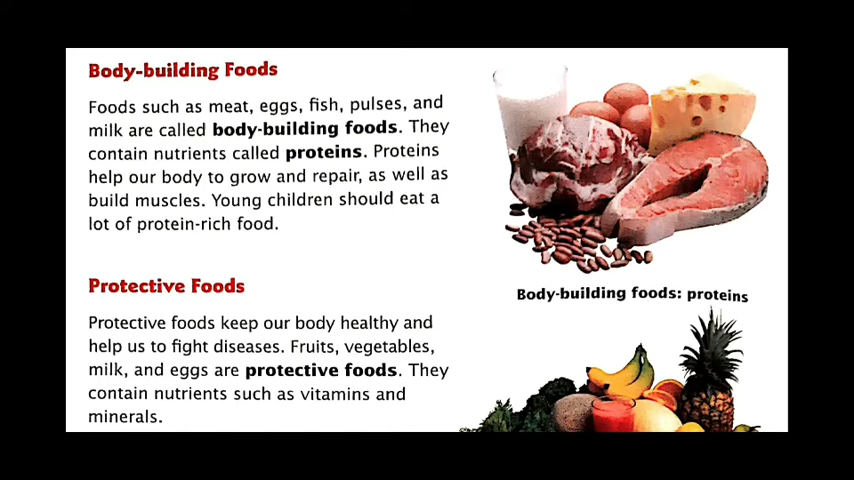 Body-building Foods
Foods such as meat, eggs, fish, pulses, and
milk are called body-building foods. They
contain nutrients called proteins. Proteins
help our body to grow and repair, as well as
build muscles. Young children should eat a
lot of protein-rich food.
Body-building foods: proteins
Protective Foods
Protective foods keep our body healthy and
help us to fight diseases. Fruits, vegetables,
milk, and eggs are protective foods. They
contain nutrients such as vitamins and
minerals.